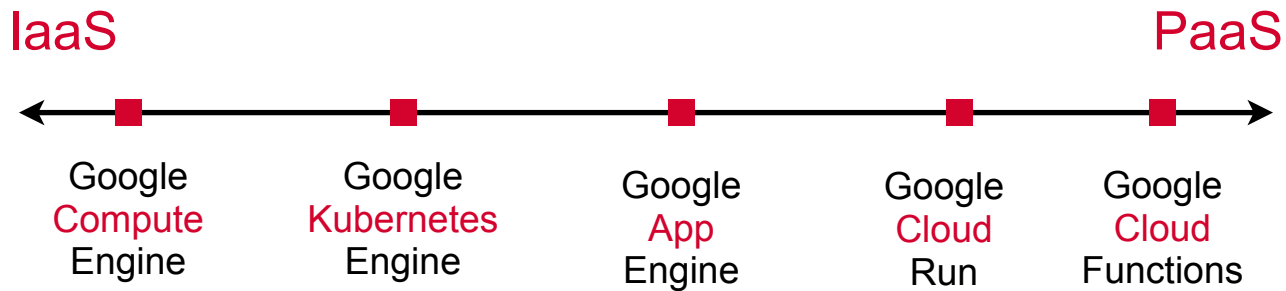 IaaS
PaaS
Google
Compute
Engine
Google
Kubernetes
Engine
Google
App
Engine
Google
Cloud
Run
Google
Cloud
Functions